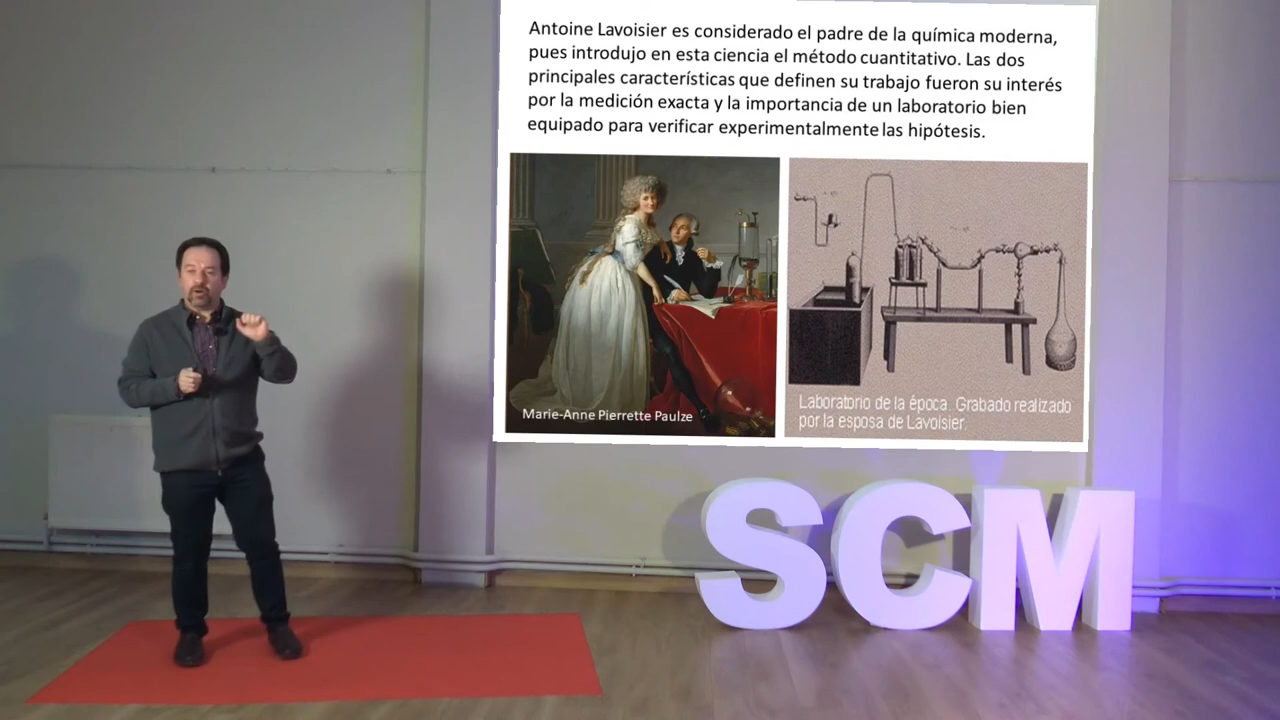 Antoine Lavoisier es considerado el padre de la química moderna,
pues introdujo en esta ciencia el método cuantitativo. Las dos
principales características que definen su trabajo fueron su interés
por la medición exacta y la importancia de un laboratorio bien
equipado para verificar experimentalmente las hipótesis.
Marie-Anne Pierrette Paulze
Laboratorio de la época. Grabado realizado
por la esposa de Lavoisier.
SCM